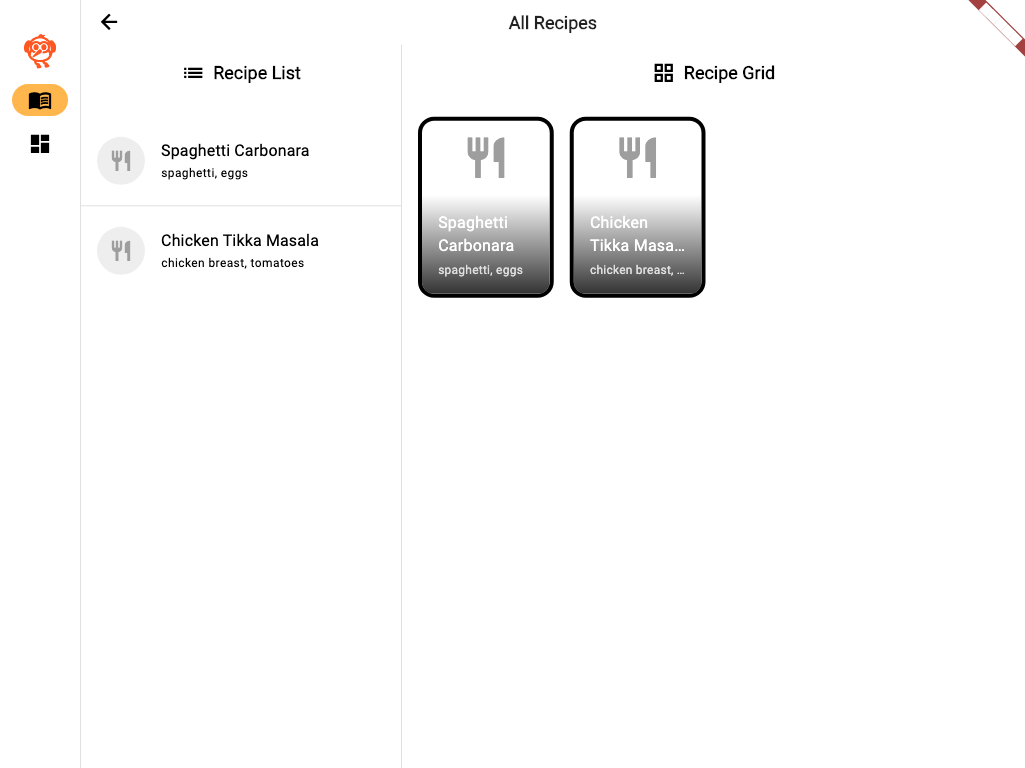 All Recipes
Recipe List
Spaghetti Carbonara
spaghetti, eggs
Chicken Tikka Masala
chicken breast, tomatoes
Recipe Grid
Spaghetti
Carbonara
spaghetti, eggs
Chicken
Tikka Masa…
chicken breast, …